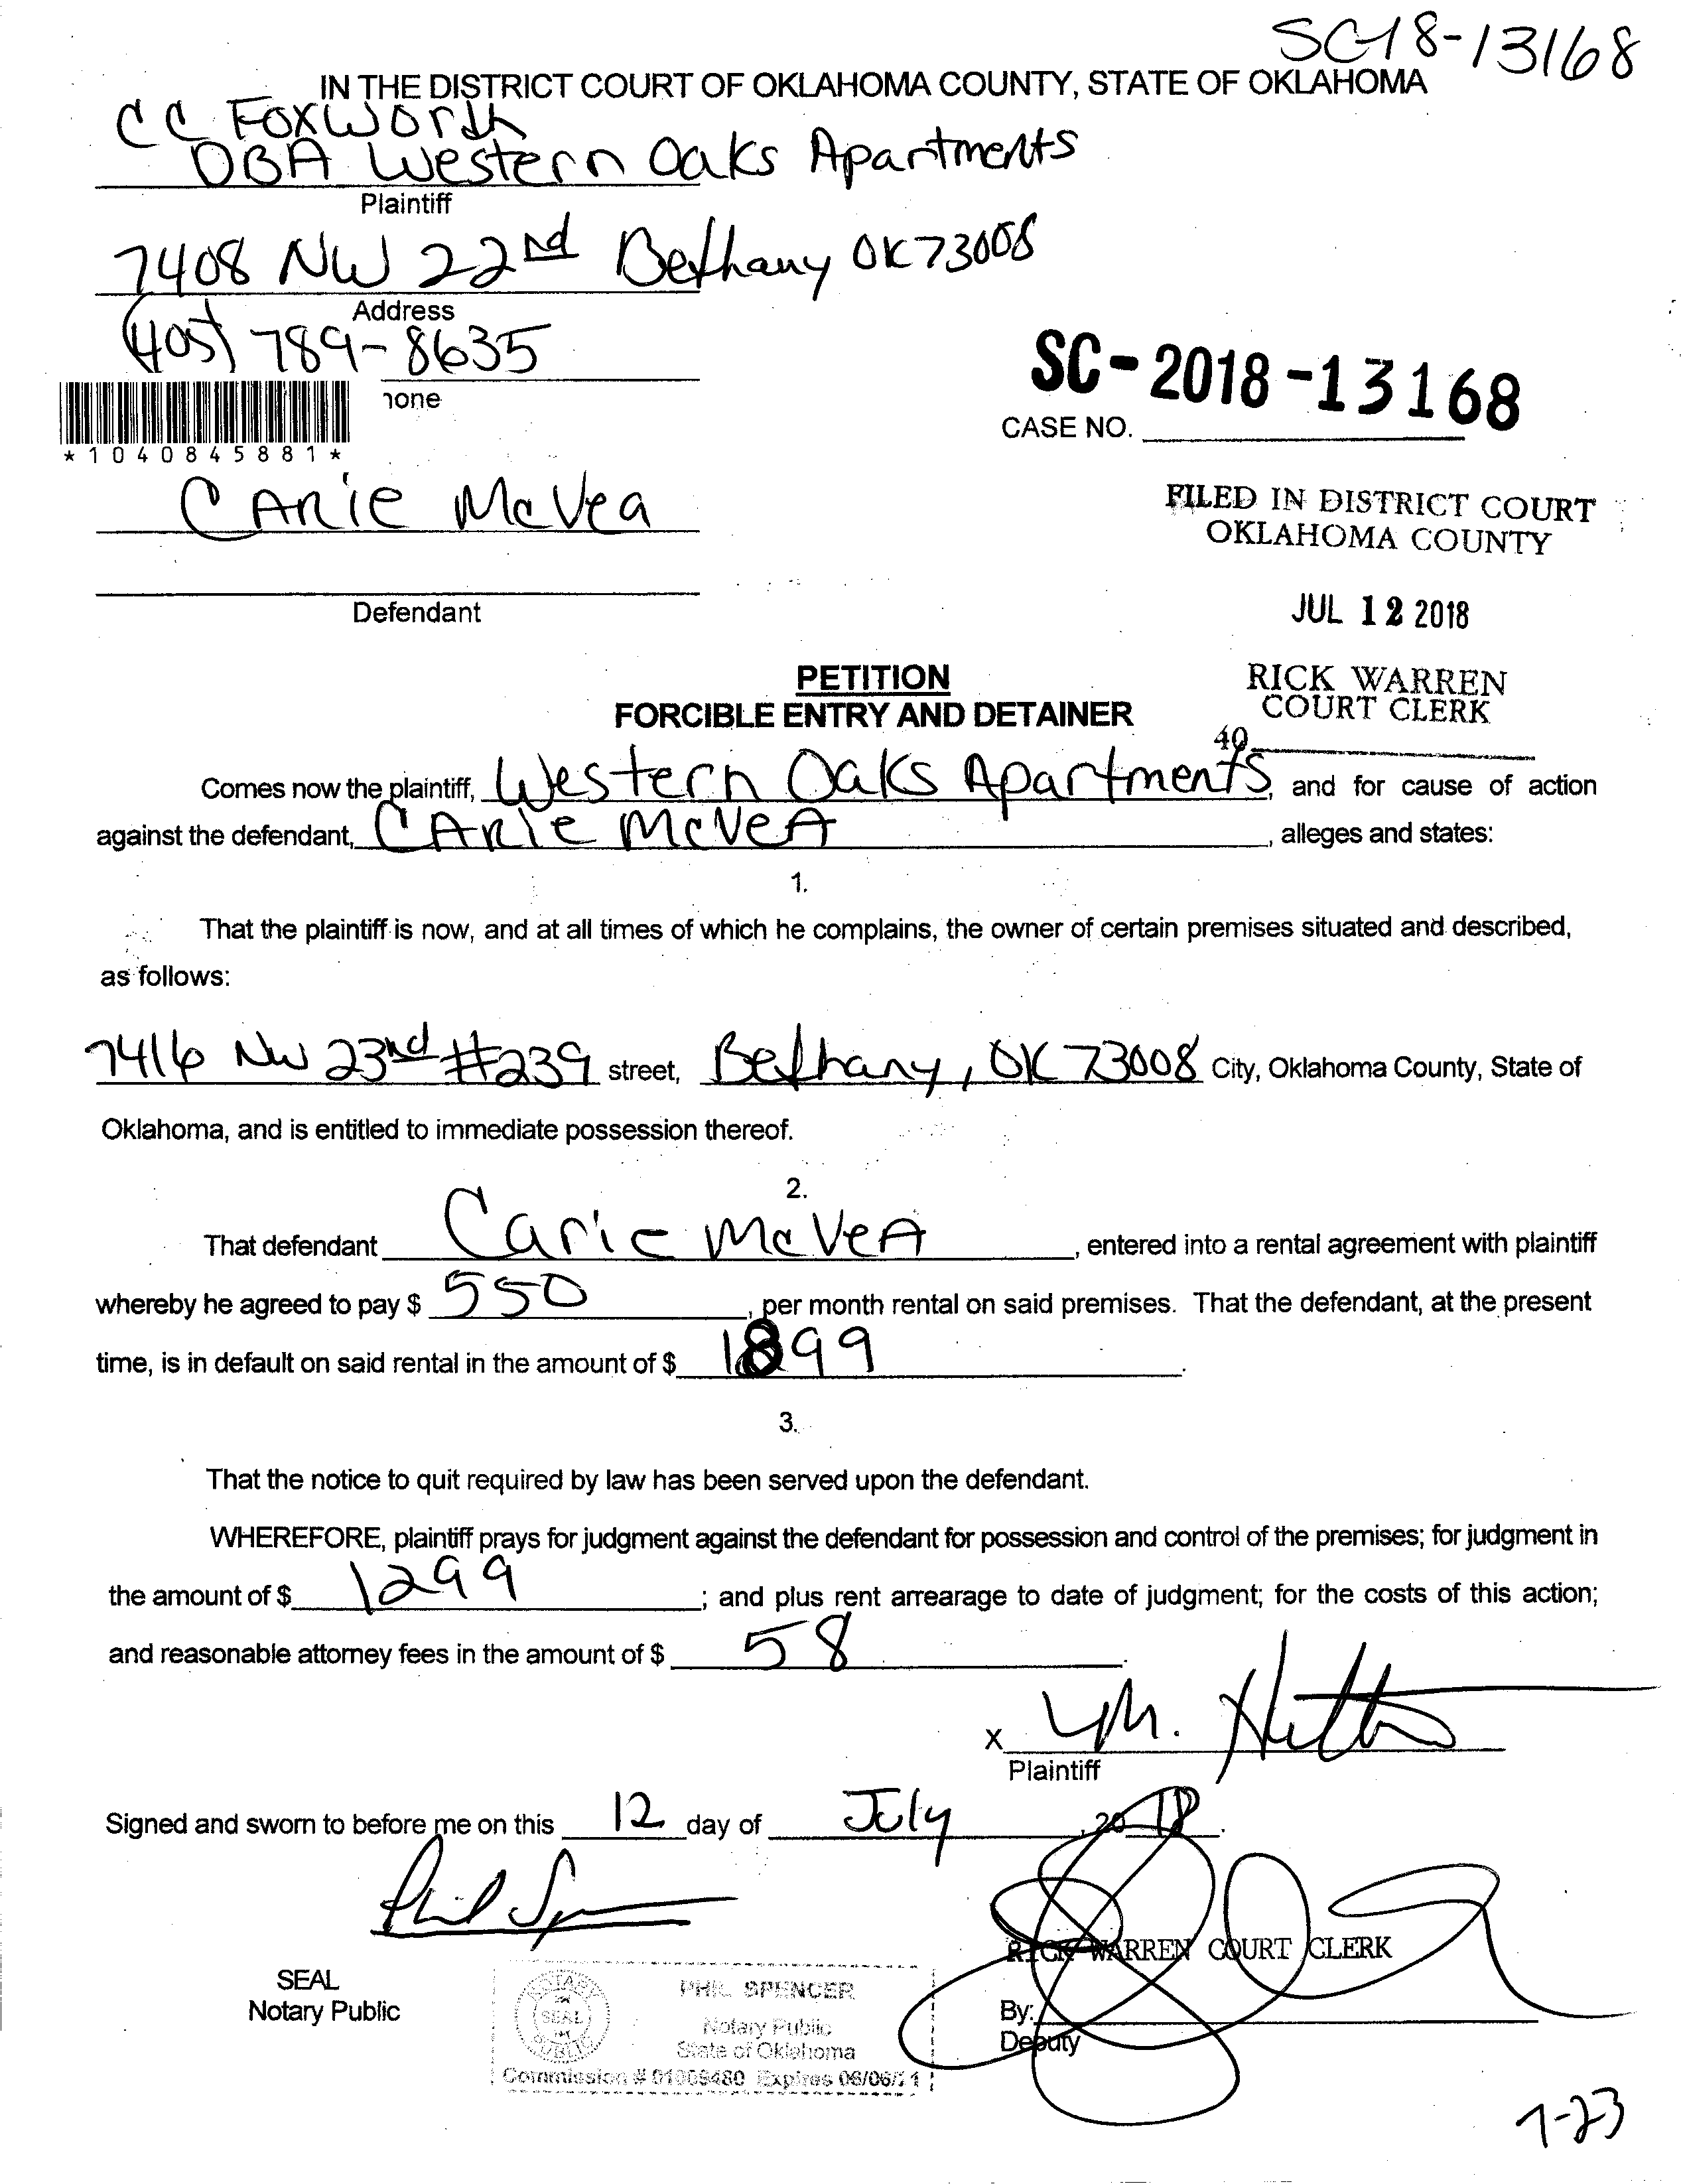 SC-18-13168
IN THE DISTRICT COURT OF OKLAHOMA COUNTY, STATE OF OKLAHOMA
CC Foxworth
DBA Western Oaks Apartments
Plaintiff
7408 NW 22nd Bethany OK 73008
Address
(405) 789-8635
hone
*1040845881*
SC-2018-13168
CASE NO.
CArie McVea
FILED IN DISTRICT COURT
OKLAHOMA COUNTY
Defendant
JUL 12 2018
PETITION
FORCIBLE ENTRY AND DETAINER
RICK WARREN
COURT CLERK
40
Comes now the plaintiff, Western Oaks Apartments, and for cause of action
against the defendant, CArie McVeA, alleges and states:
1.
That the plaintiff is now, and at all times of which he complains, the owner of certain premises situated and described,
as follows:
7416 NW 23rd #239 street, Bethany, OK 73008 City, Oklahoma County, State of
Oklahoma, and is entitled to immediate possession thereof.
2.
That defendant Carie McVeA, entered into a rental agreement with plaintiff
whereby he agreed to pay $ 550, per month rental on said premises. That the defendant, at the present
time, is in default on said rental in the amount of $ 1899.
3.
That the notice to quit required by law has been served upon the defendant.
WHEREFORE, plaintiff prays for judgment against the defendant for possession and control of the premises; for judgment in
the amount of $ 1299; and plus rent arrearage to date of judgment; for the costs of this action;
and reasonable attorney fees in the amount of $ 58.
X
Plaintiff
Signed and sworn to before me on this 12 day of July, 2018.
Phil Spencer
RICK WARREN COURT CLERK
SEAL
Notary Public
NOTARY PUBLIC
SEAL
PHIL SPENCER
Notary Public
State of Oklahoma
Commission # 01009480 Expires 06/06/21
By:
Deputy
7-23